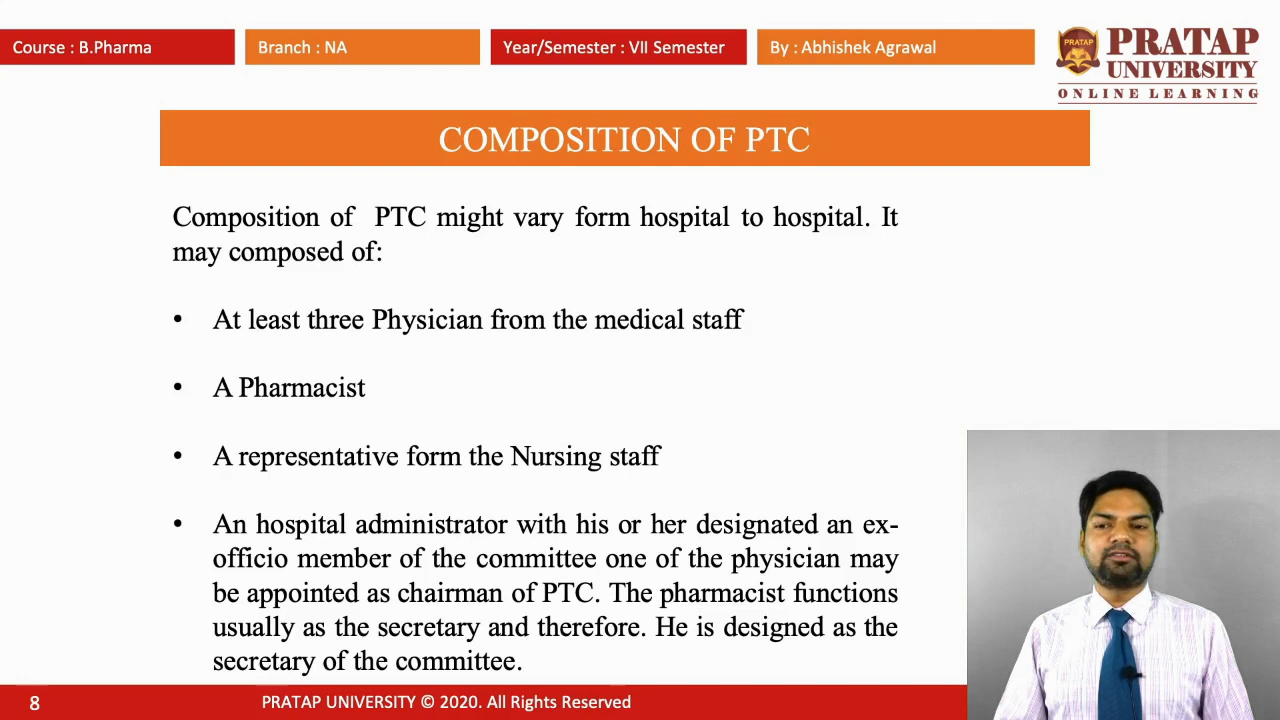 Course : B.Pharma
Branch : NA
Year/Semester : VII Semester
By : Abhishek Agrawal
PRATAP
PRATAP
UNIVERSITY
ONLINE LEARNING
COMPOSITION OF PTC
Composition of PTC might vary form hospital to hospital. It
may composed of:
• At least three Physician from the medical staff
• A Pharmacist
• A representative form the Nursing staff
• An hospital administrator with his or her designated an ex-
officio member of the committee one of the physician may
be appointed as chairman of PTC. The pharmacist functions
usually as the secretary and therefore. He is designed as the
secretary of the committee.
8
PRATAP UNIVERSITY © 2020. All Rights Reserved